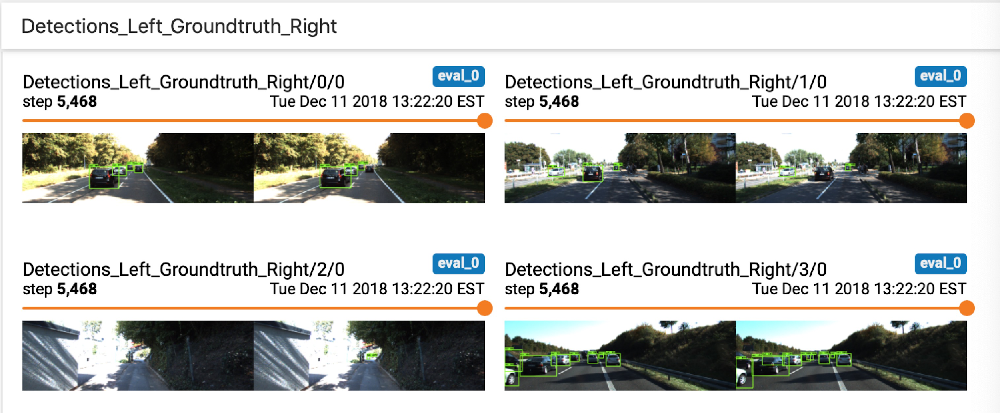 Detections_Left_Groundtruth_Right
Detections_Left_Groundtruth_Right/0/0
eval_0
step 5,468
Tue Dec 11 2018 13:22:20 EST
Detections_Left_Groundtruth_Right/1/0
eval_0
step 5,468
Tue Dec 11 2018 13:22:20 EST
Detections_Left_Groundtruth_Right/2/0
eval_0
step 5,468
Tue Dec 11 2018 13:22:20 EST
Detections_Left_Groundtruth_Right/3/0
eval_0
step 5,468
Tue Dec 11 2018 13:22:20 EST